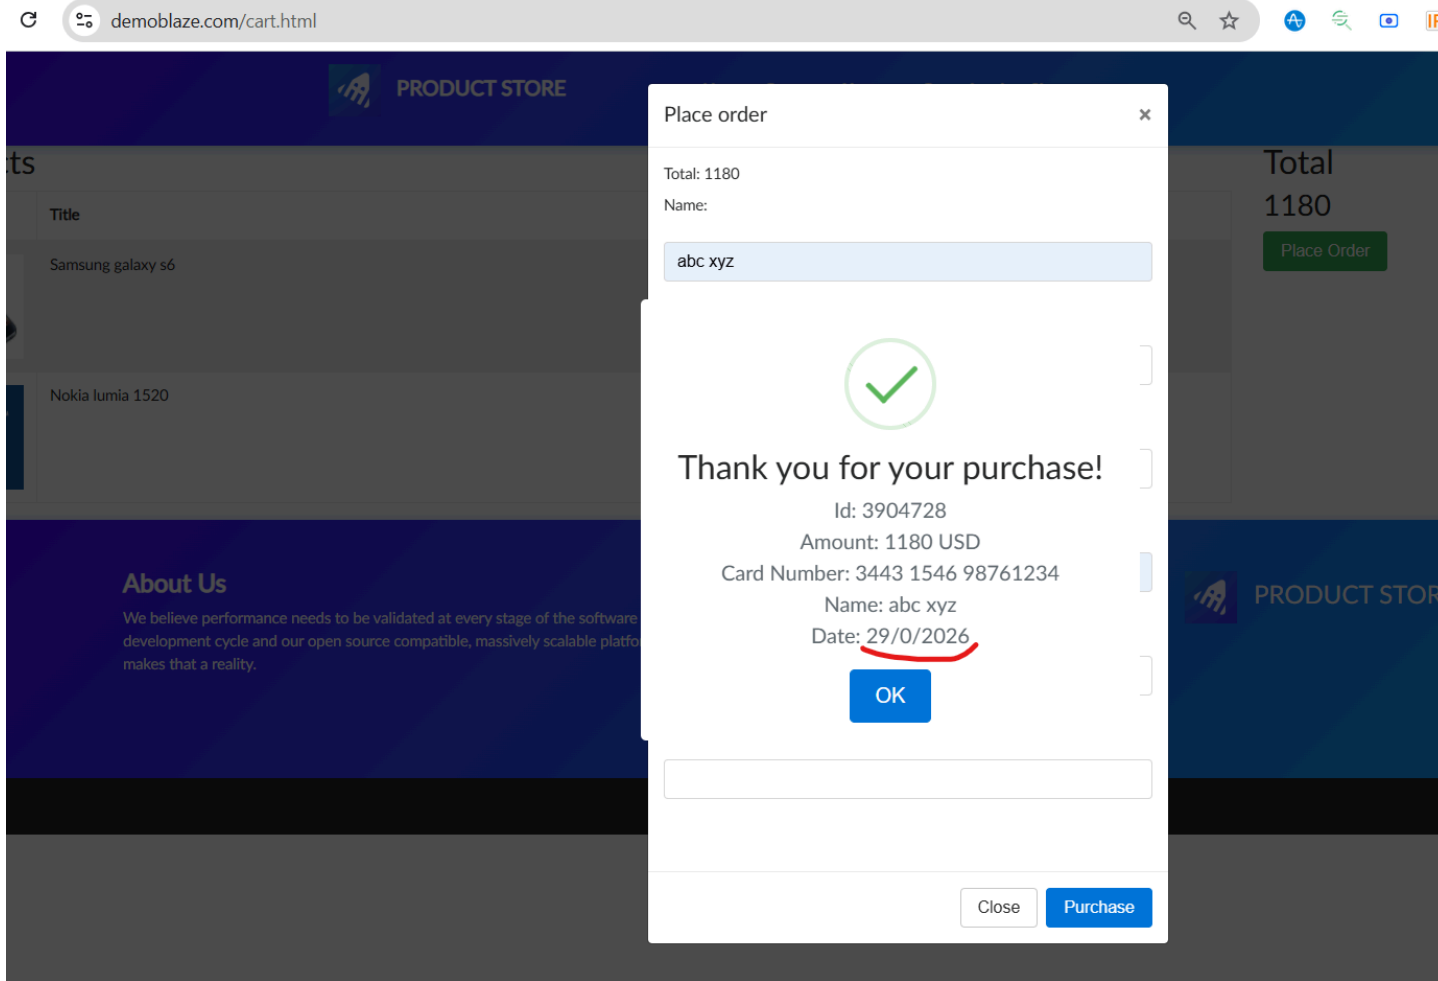 demoblaze.com/cart.html
PRODUCT STORE
Place order
×
Total: 1180
Name:
abc xyz
Total
1180
Place Order
Title
Samsung galaxy s6
Nokia lumia 1520
Thank you for your purchase!
Id: 3904728
Amount: 1180 USD
Card Number: 3443 1546 98761234
Name: abc xyz
Date: 29/0/2026
OK
About Us
We believe performance needs to be validated at every stage of the software
development cycle and our open source compatible, massively scalable platfo
makes that a reality.
PRODUCT STOR
Close
Purchase